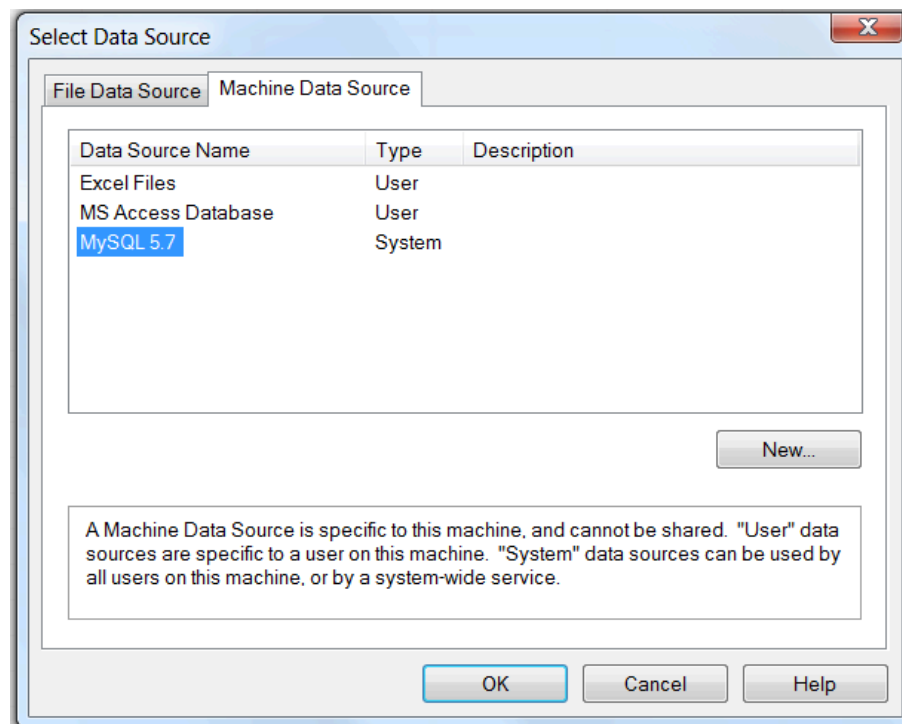 Select Data Source
File Data Source Machine Data Source
Data Source Name Type Description
Excel Files User
MS Access Database User
MySQL 5.7 System
New...
A Machine Data Source is specific to this machine, and cannot be shared. "User" data
sources are specific to a user on this machine. "System" data sources can be used by
all users on this machine, or by a system-wide service.
OK Cancel Help